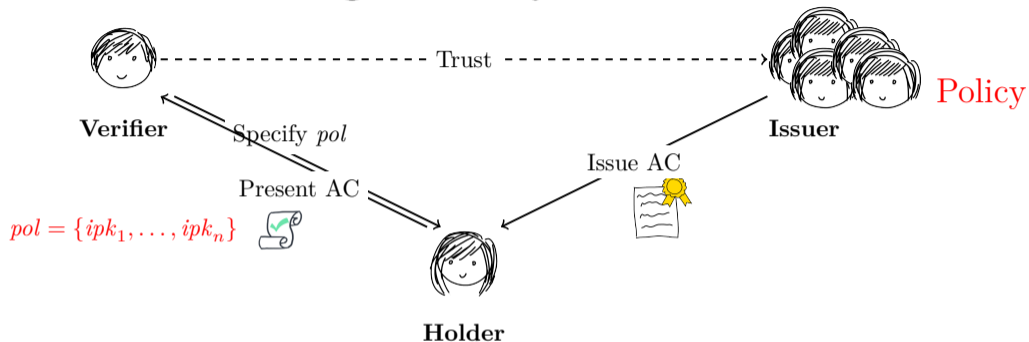 Trust
Policy
Verifier
Issuer
Specify pol
Issue AC
Present AC
pol = {ipk₁, . . . , ipkₙ}
Holder